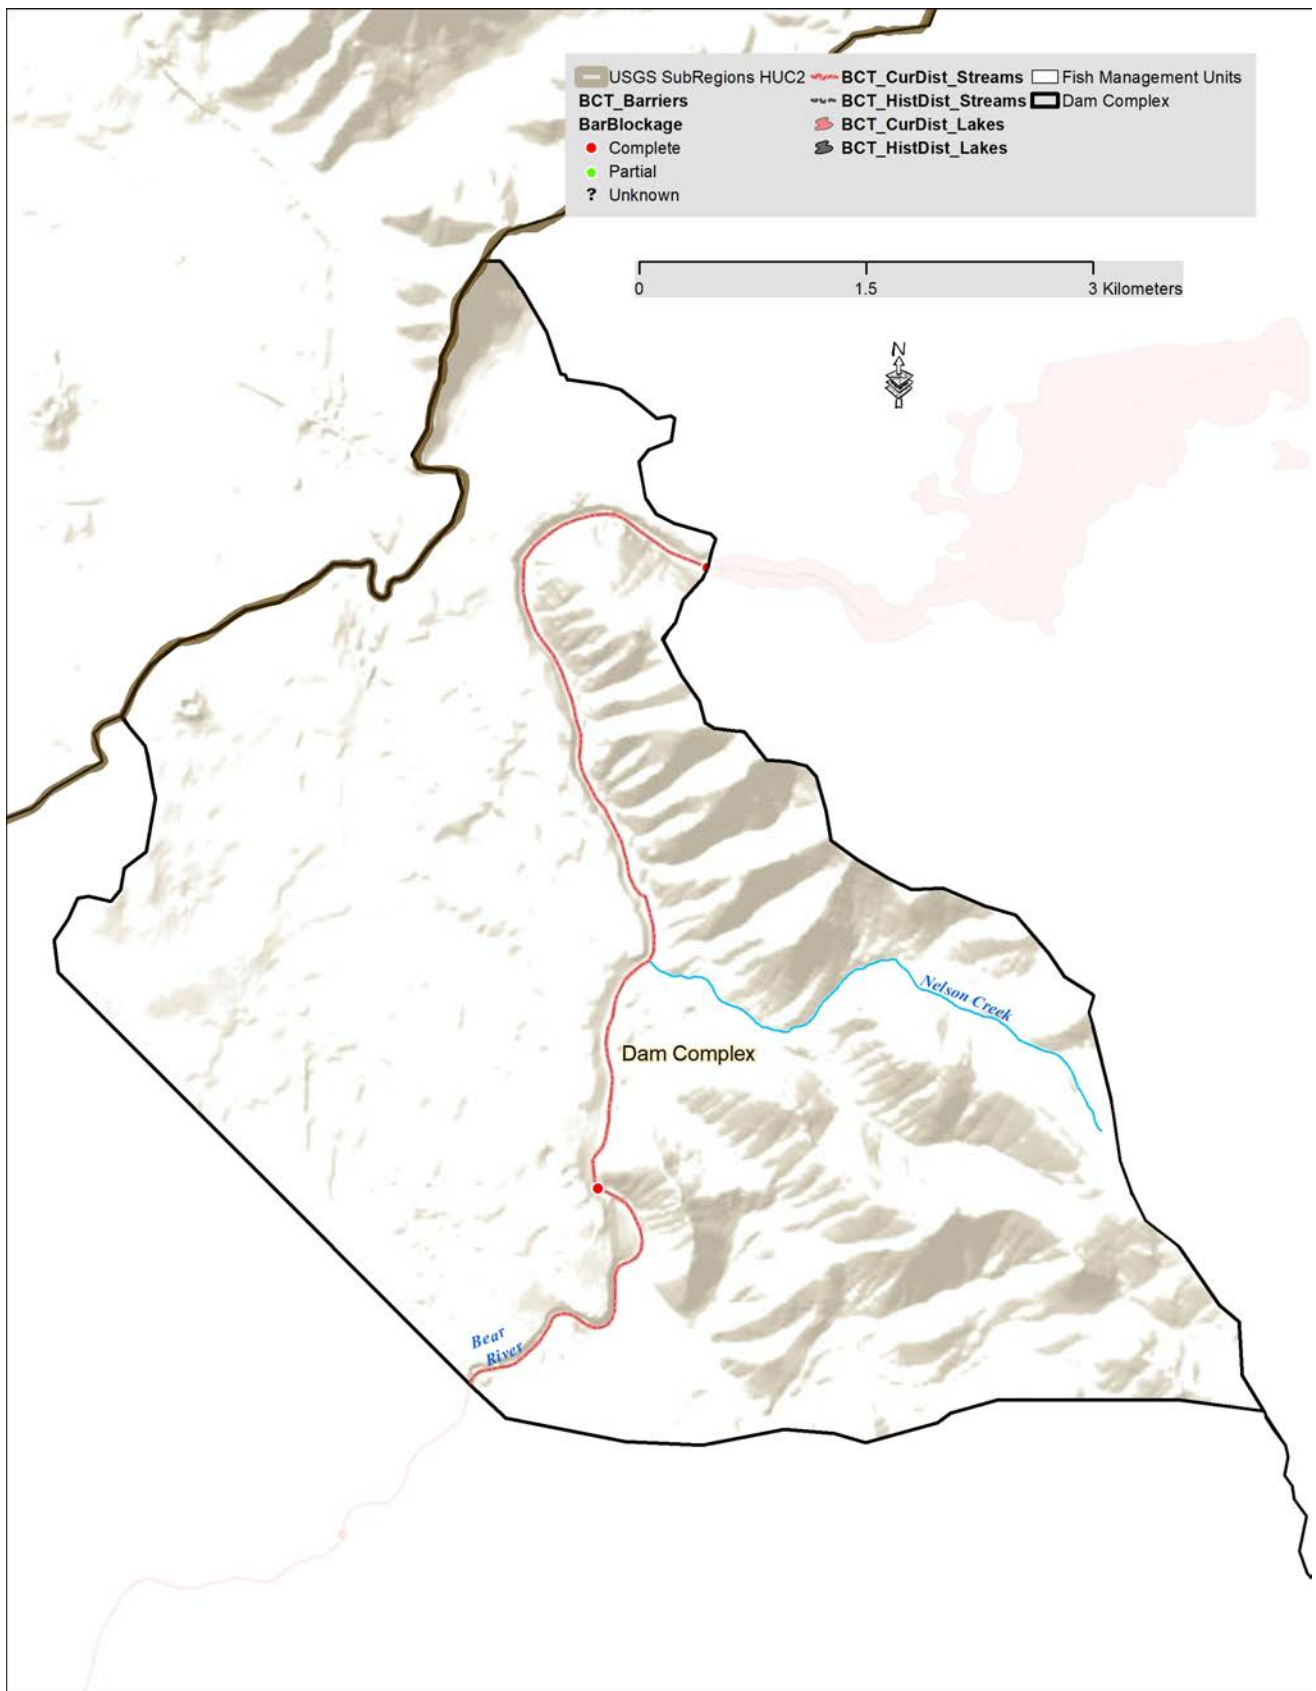 USGS SubRegions HUC2
BCT_Barriers
BarBlockage
Complete
Partial
? Unknown
BCT_CurDist_Streams
BCT_HistDist_Streams
BCT_CurDist_Lakes
BCT_HistDist_Lakes
Fish Management Units
Dam Complex
0 1.5 3 Kilometers
N
Nelson Creek
Dam Complex
Bear
River